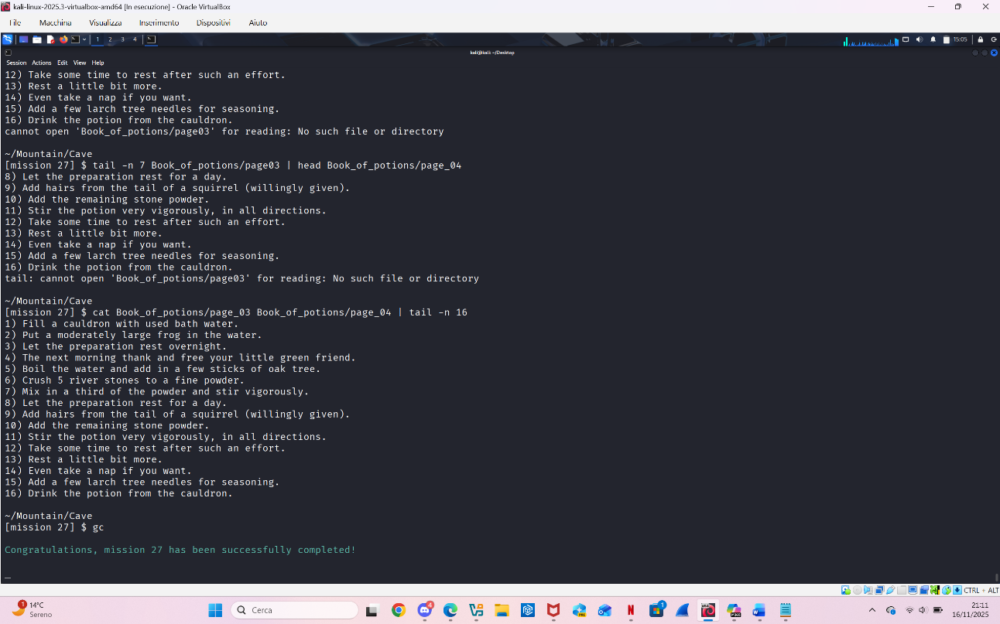 kali-linux-2025.3-virtualbox-amd64 [In esecuzione] - Oracle VirtualBox
File Macchina Visualizza Inserimento Dispositivi Aiuto
1 2 3 4 15:05
kali@kali: ~/Desktop
Session Actions Edit View Help
12) Take some time to rest after such an effort.
13) Rest a little bit more.
14) Even take a nap if you want.
15) Add a few larch tree needles for seasoning.
16) Drink the potion from the cauldron.
cannot open 'Book_of_potions/page03' for reading: No such file or directory
~/Mountain/Cave
[mission 27] $ tail -n 7 Book_of_potions/page03 | head Book_of_potions/page_04
8) Let the preparation rest for a day.
9) Add hairs from the tail of a squirrel (willingly given).
10) Add the remaining stone powder.
11) Stir the potion very vigorously, in all directions.
12) Take some time to rest after such an effort.
13) Rest a little bit more.
14) Even take a nap if you want.
15) Add a few larch tree needles for seasoning.
16) Drink the potion from the cauldron.
tail: cannot open 'Book_of_potions/page03' for reading: No such file or directory
~/Mountain/Cave
[mission 27] $ cat Book_of_potions/page_03 Book_of_potions/page_04 | tail -n 16
1) Fill a cauldron with used bath water.
2) Put a moderately large frog in the water.
3) Let the preparation rest overnight.
4) The next morning thank and free your little green friend.
5) Boil the water and add in a few sticks of oak tree.
6) Crush 5 river stones to a fine powder.
7) Mix in a third of the powder and stir vigorously.
8) Let the preparation rest for a day.
9) Add hairs from the tail of a squirrel (willingly given).
10) Add the remaining stone powder.
11) Stir the potion very vigorously, in all directions.
12) Take some time to rest after such an effort.
13) Rest a little bit more.
14) Even take a nap if you want.
15) Add a few larch tree needles for seasoning.
16) Drink the potion from the cauldron.
~/Mountain/Cave
[mission 27] $ gc
Congratulations, mission 27 has been successfully completed!
CTRL + ALT
1 14°C
Sereno
Cerca
4
1
21:11
16/11/2025